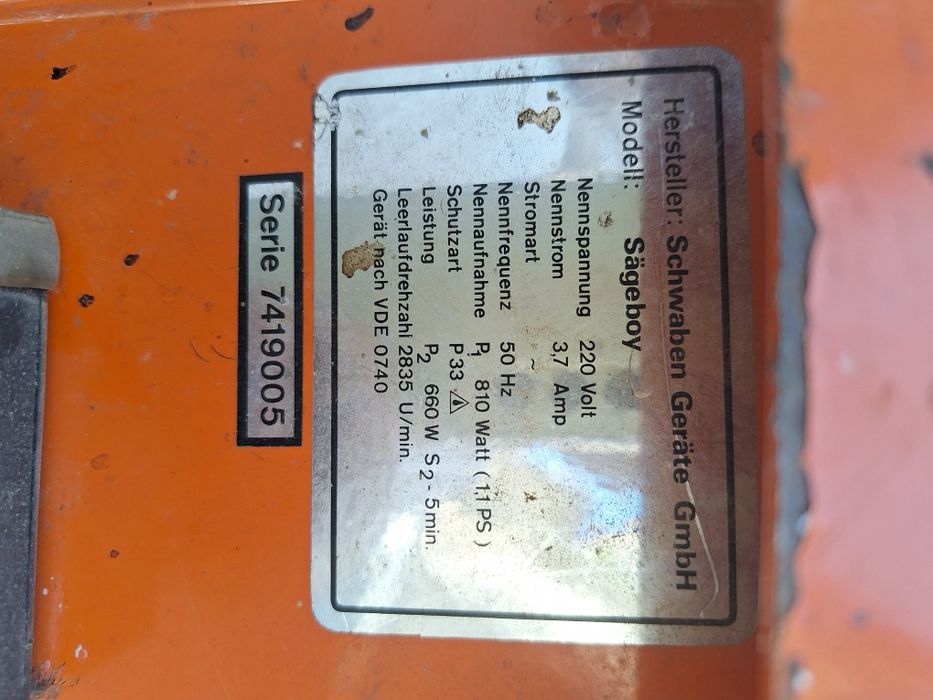 Hersteller: Schwaben Geräte GmbH
Modell: Sägeboy
Nennspannung 220 Volt
Nennstrom 3,7 Amp
Stromart ~
Nennfrequenz 50 Hz
Nennaufnahme P1 810 Watt (1,1 PS)
Schutzart P33
Leistung P2 660 W S2 - 5 min.
Leerlaufdrehzahl 2835 U/min.
Gerät nach VDE 0740
Serie 7419005